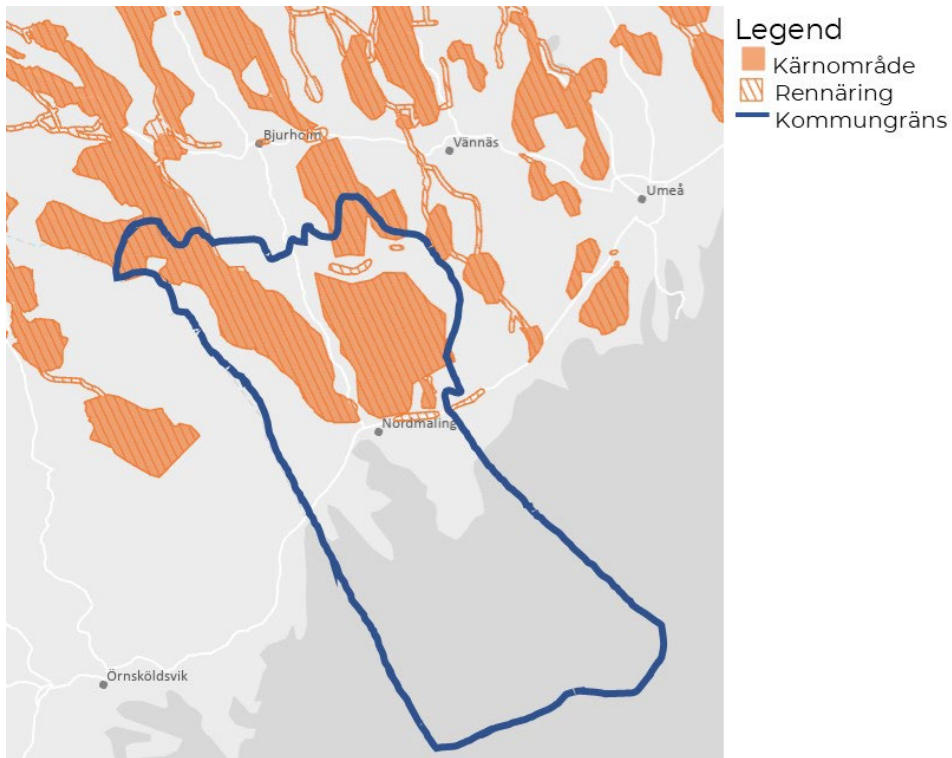 Legend
Kärnområde
Rennäring
Kommungräns
Bjurholm
Vännäs
Umeå
Nordmaling
Örnsköldsvik